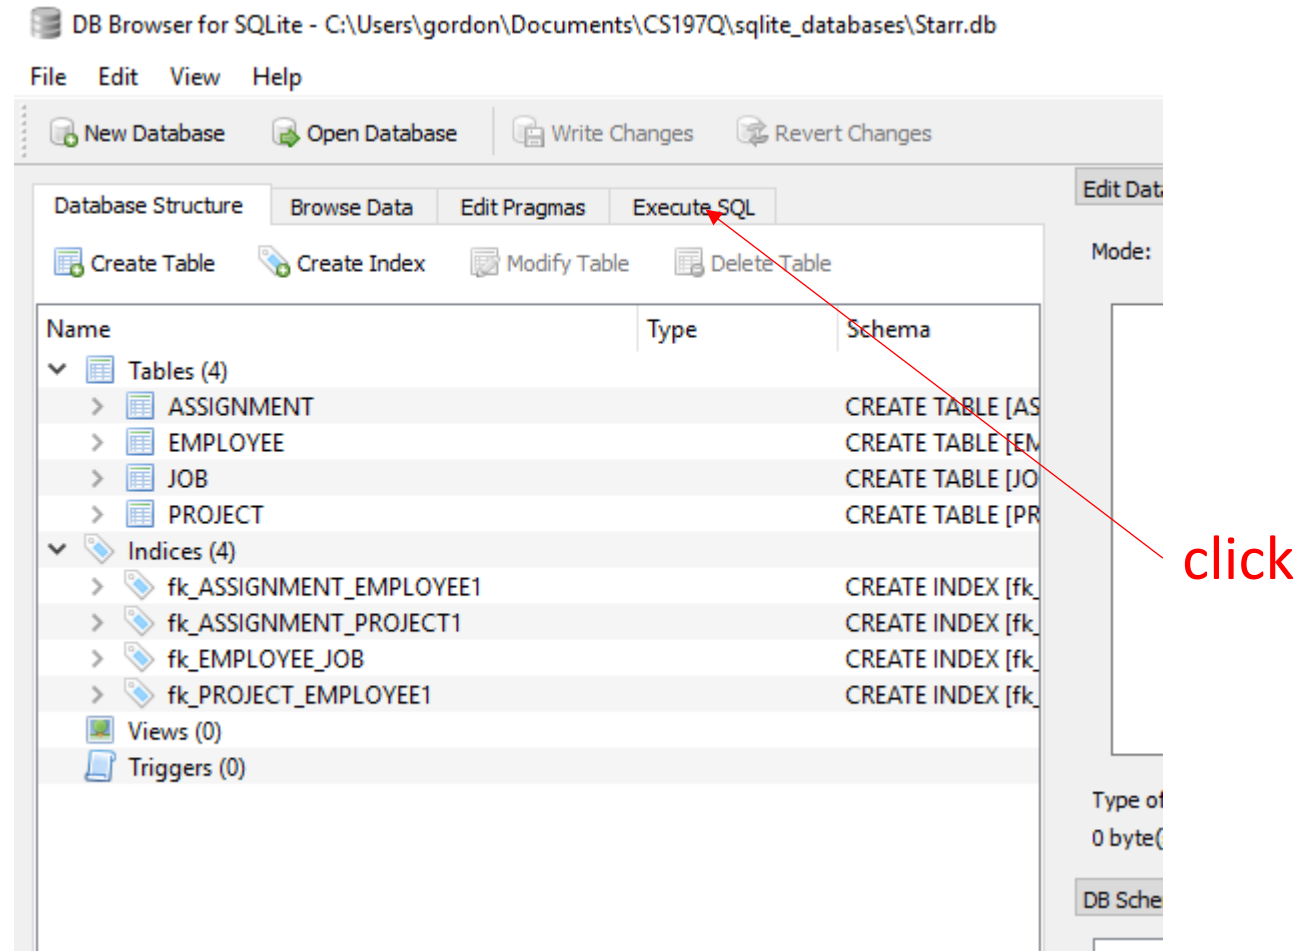 DB Browser for SQLite - C:\Users\gordon\Documents\CS197Q\sqlite_databases\Starr.db
File Edit View Help
New Database Open Database Write Changes Revert Changes
Database Structure Browse Data Edit Pragmas Execute SQL
Edit Data
Create Table Create Index Modify Table Delete Table
Mode:
Name Type Schema
Tables (4)
ASSIGNMENT CREATE TABLE [AS
EMPLOYEE CREATE TABLE [EM
JOB CREATE TABLE [JO
PROJECT CREATE TABLE [PR
Indices (4)
click
fk_ASSIGNMENT_EMPLOYEE1 CREATE INDEX [fk_
fk_ASSIGNMENT_PROJECT1 CREATE INDEX [fk_
fk_EMPLOYEE_JOB CREATE INDEX [fk_
fk_PROJECT_EMPLOYEE1 CREATE INDEX [fk_
Views (0)
Triggers (0)
Type of
0 byte(
DB Sche